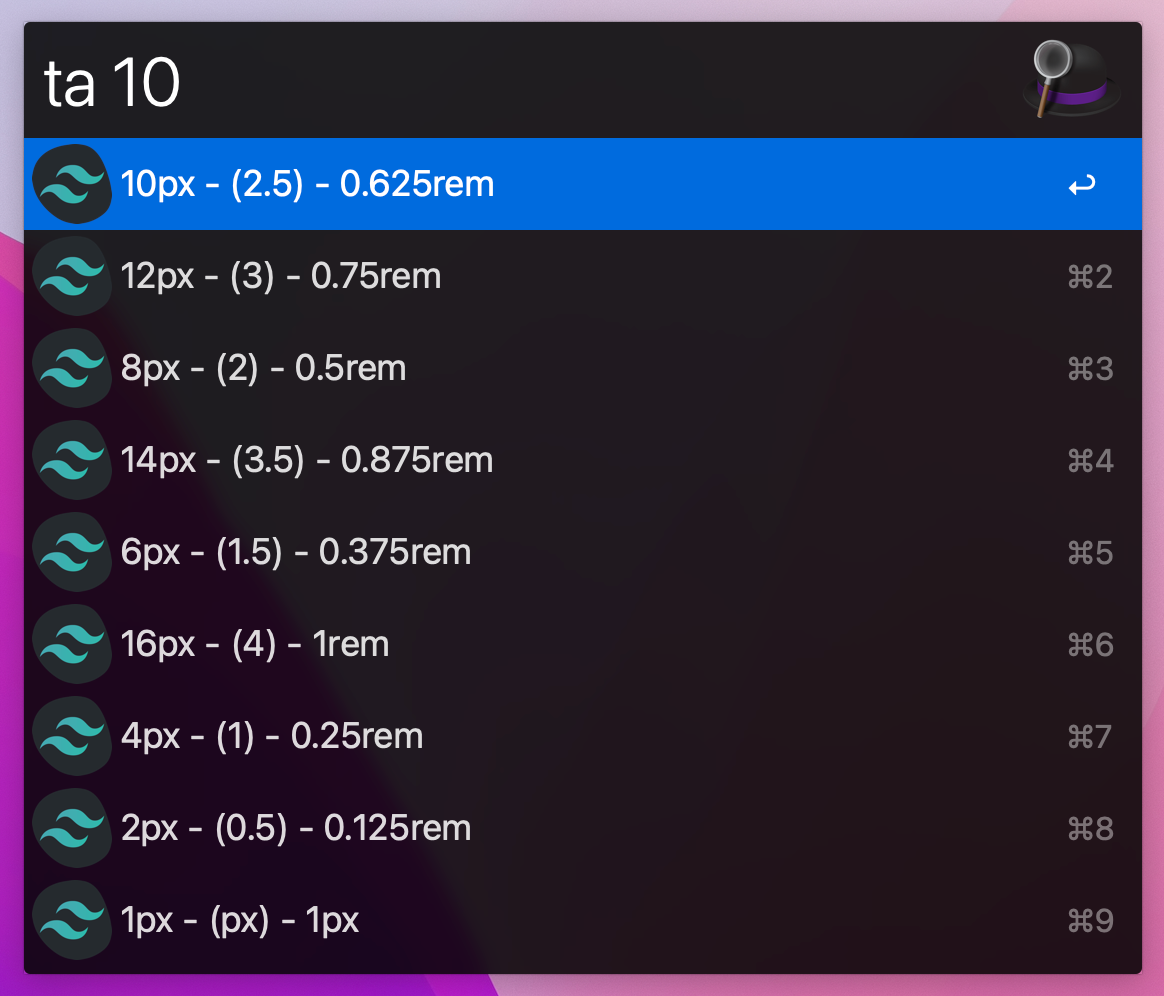 ta 10
10px - (2.5) - 0.625rem ↩
12px - (3) - 0.75rem ⌘2
8px - (2) - 0.5rem ⌘3
14px - (3.5) - 0.875rem ⌘4
6px - (1.5) - 0.375rem ⌘5
16px - (4) - 1rem ⌘6
4px - (1) - 0.25rem ⌘7
2px - (0.5) - 0.125rem ⌘8
1px - (px) - 1px ⌘9